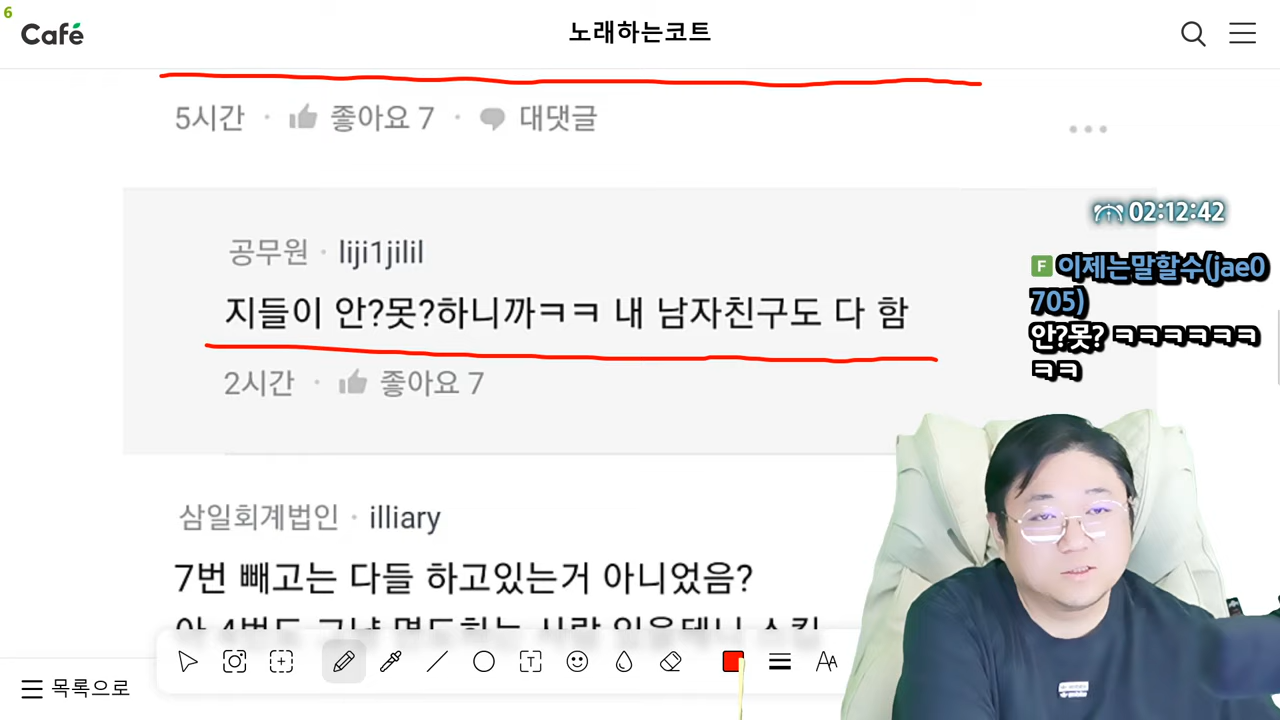 6
Café
노래하는코트
5시간 · 좋아요 7 · 대댓글
02:12:42
공무원 · liji1jilil
F 이제는말할수(jae0
705)
안?못? ㅋㅋㅋㅋㅋㅋ
ㅋㅋ
지들이 안?못?하니까ㅋㅋ 내 남자친구도 다 함
2시간 · 좋아요 7
삼일회계법인 · illiary
7번 빼고는 다들 하고있는거 아니었음?
목록으로